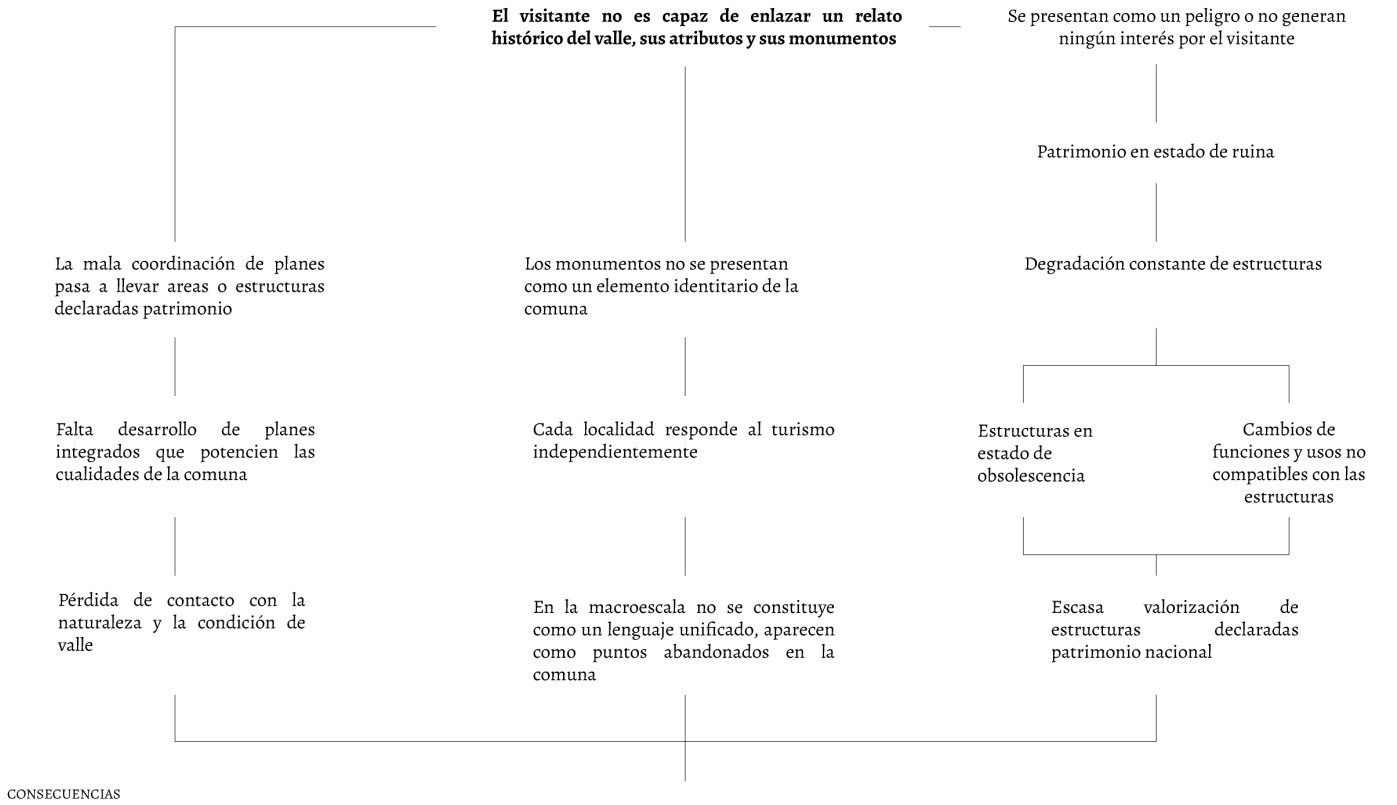 El visitante no es capaz de enlazar un relato
histórico del valle, sus atributos y sus monumentos
Se presentan como un peligro o no generan
ningún interés por el visitante
Patrimonio en estado de ruina
La mala coordinación de planes
pasa a llevar areas o estructuras
declaradas patrimonio
Los monumentos no se presentan
como un elemento identitario de la
comuna
Degradación constante de estructuras
Falta desarrollo de planes
integrados que potencien las
cualidades de la comuna
Cada localidad responde al turismo
independientemente
Estructuras en
estado de
obsolescencia
Cambios de
funciones y usos no
compatibles con las
estructuras
Pérdida de contacto con la
naturaleza y la condición de
valle
En la macroescala no se constituye
como un lenguaje unificado, aparecen
como puntos abandonados en la
comuna
Escasa valorización de
estructuras declaradas
patrimonio nacional
CONSECUENCIAS